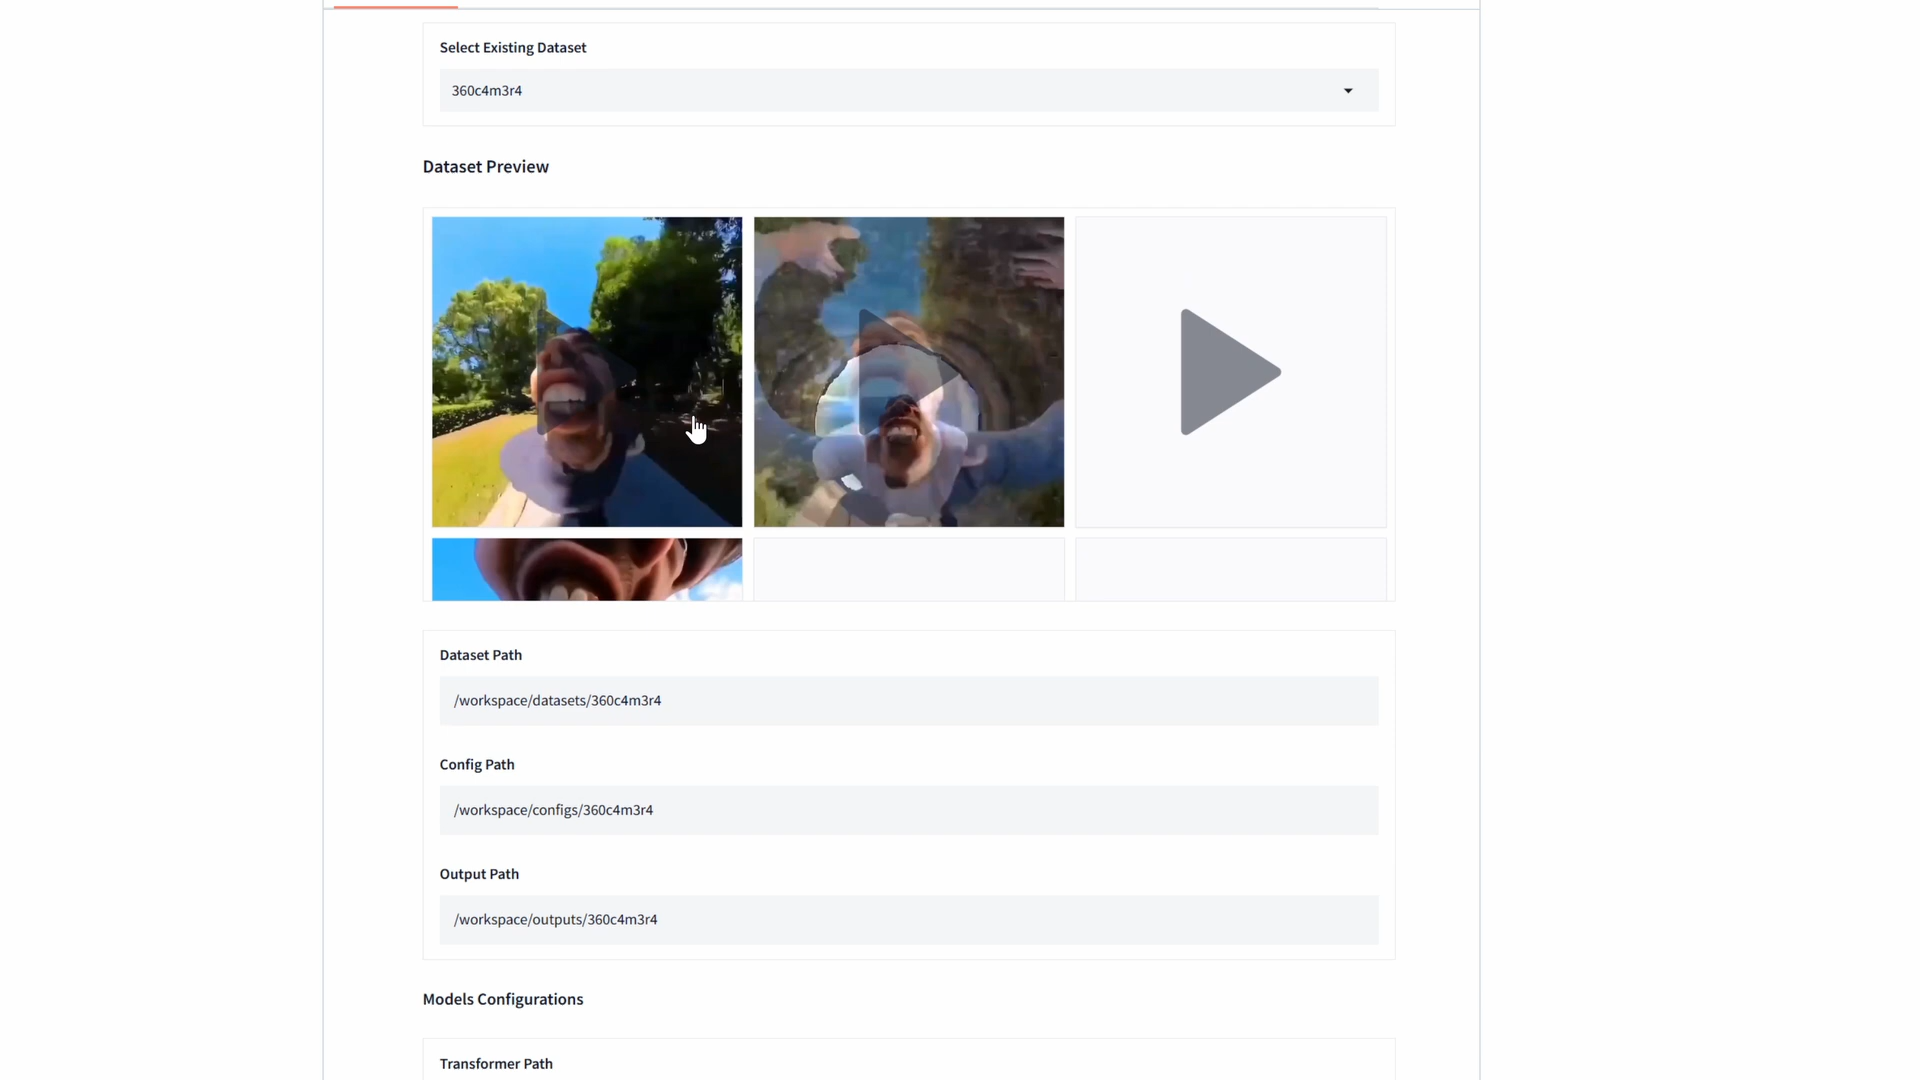 Select Existing Dataset
360c4m3r4
Dataset Preview
Dataset Path
/workspace/datasets/360c4m3r4
Config Path
/workspace/configs/360c4m3r4
Output Path
/workspace/outputs/360c4m3r4
Models Configurations
Transformer Path